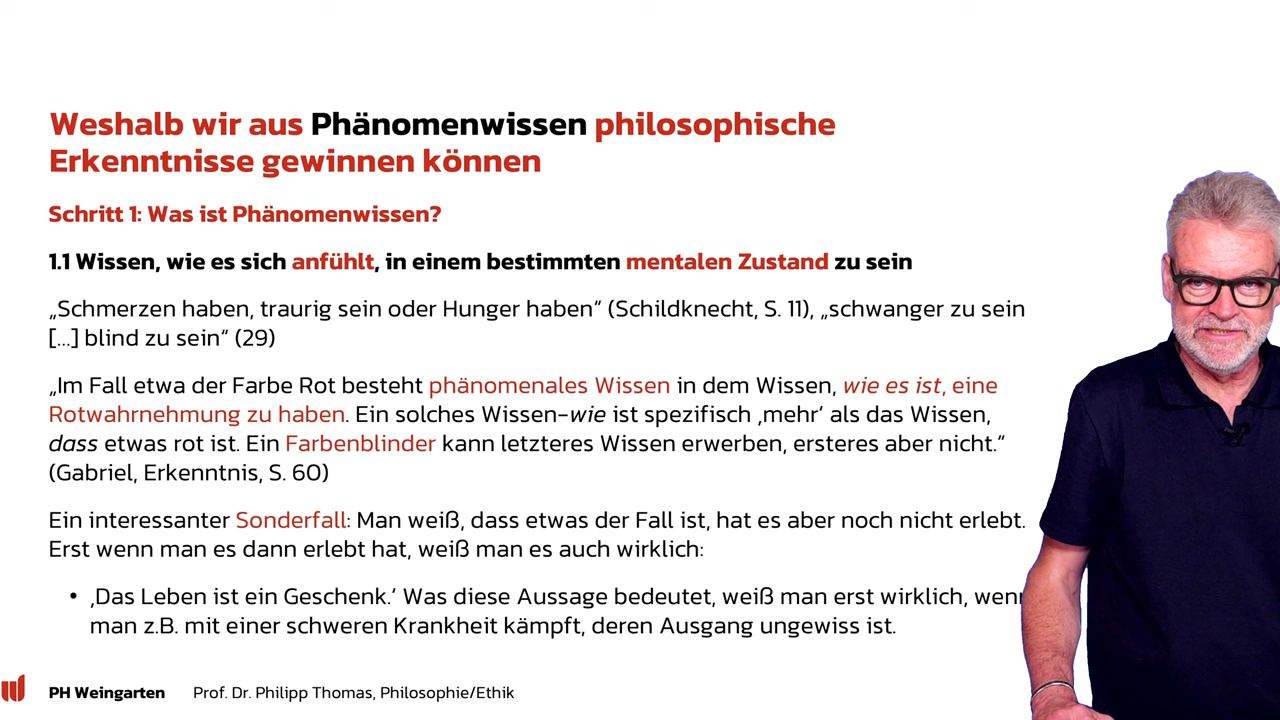 Weshalb wir aus Phänomenwissen philosophische
Erkenntnisse gewinnen können
Schritt 1: Was ist Phänomenwissen?
1.1 Wissen, wie es sich anfühlt, in einem bestimmten mentalen Zustand zu sein
„Schmerzen haben, traurig sein oder Hunger haben“ (Schildknecht, S. 11), „schwanger zu sein
[...] blind zu sein“ (29)
„Im Fall etwa der Farbe Rot besteht phänomenales Wissen in dem Wissen, wie es ist, eine
Rotwahrnehmung zu haben. Ein solches Wissen-wie ist spezifisch ‚mehr‘ als das Wissen,
dass etwas rot ist. Ein Farbenblinder kann letzteres Wissen erwerben, ersteres aber nicht.“
(Gabriel, Erkenntnis, S. 60)
Ein interessanter Sonderfall: Man weiß, dass etwas der Fall ist, hat es aber noch nicht erlebt.
Erst wenn man es dann erlebt hat, weiß man es auch wirklich:
• ‚Das Leben ist ein Geschenk.‘ Was diese Aussage bedeutet, weiß man erst wirklich, wenn
man z.B. mit einer schweren Krankheit kämpft, deren Ausgang ungewiss ist.
PH Weingarten Prof. Dr. Philipp Thomas, Philosophie/Ethik